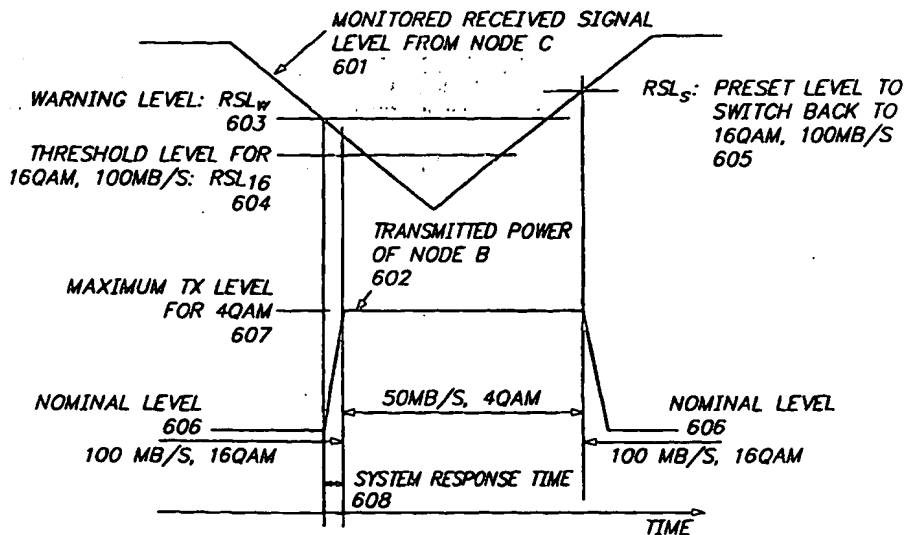 MONITORED RECEIVED SIGNAL
LEVEL FROM NODE C
601
WARNING LEVEL: RSLW
603
RSLS: PRESET LEVEL TO
SWITCH BACK TO
16QAM, 100MB/S
605
THRESHOLD LEVEL FOR
16QAM, 100MB/S: RSL16
604
TRANSMITTED POWER
OF NODE B
602
MAXIMUM TX LEVEL
FOR 4QAM
607
50MB/S, 4QAM
NOMINAL LEVEL
606
100 MB/S, 16QAM
NOMINAL LEVEL
606
100 MB/S, 16QAM
SYSTEM RESPONSE TIME
608
TIME